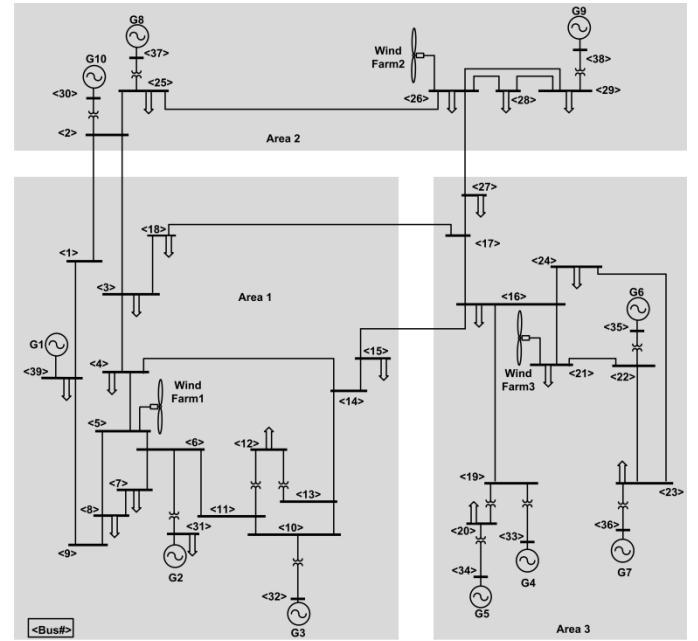 G8
G9
<37>
G10
Wind
Farm2
<38>
<25>
<30>
<26>
<28>
<29>
<2>
Area 2
<27>
<18>
<17>
<1>
<24>
<3>
Area 1
<16>
G6
G1
<35>
<15>
<4>
Wind
Farm1
Wind
Farm3
<39>
<21>
<22>
<14>
<5>
<6>
<12>
<7>
<19>
<13>
<23>
<8>
<11>
<10>
<20>
<36>
<31>
<33>
<9>
G2
<34>
G4
G7
<32>
G5
<Bus#>
G3
Area 3